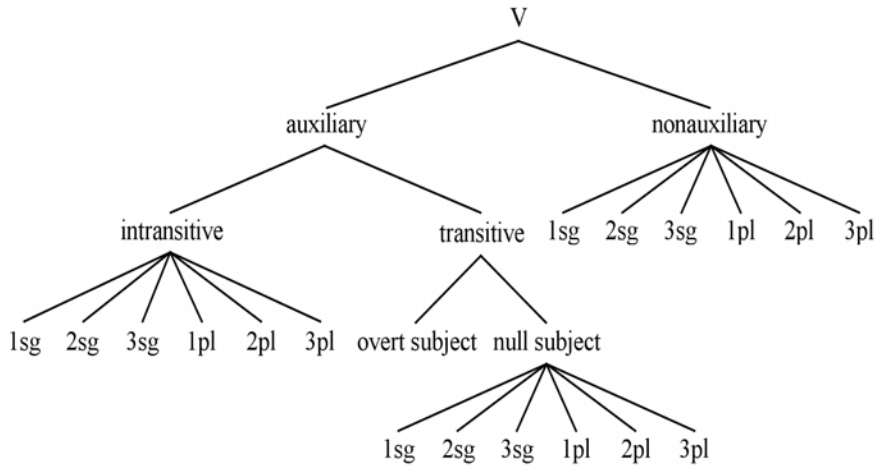 V
auxiliary nonauxiliary
intransitive transitive 1sg 2sg 3sg 1pl 2pl 3pl
1sg 2sg 3sg 1pl 2pl 3pl overt subject null subject
1sg 2sg 3sg 1pl 2pl 3pl